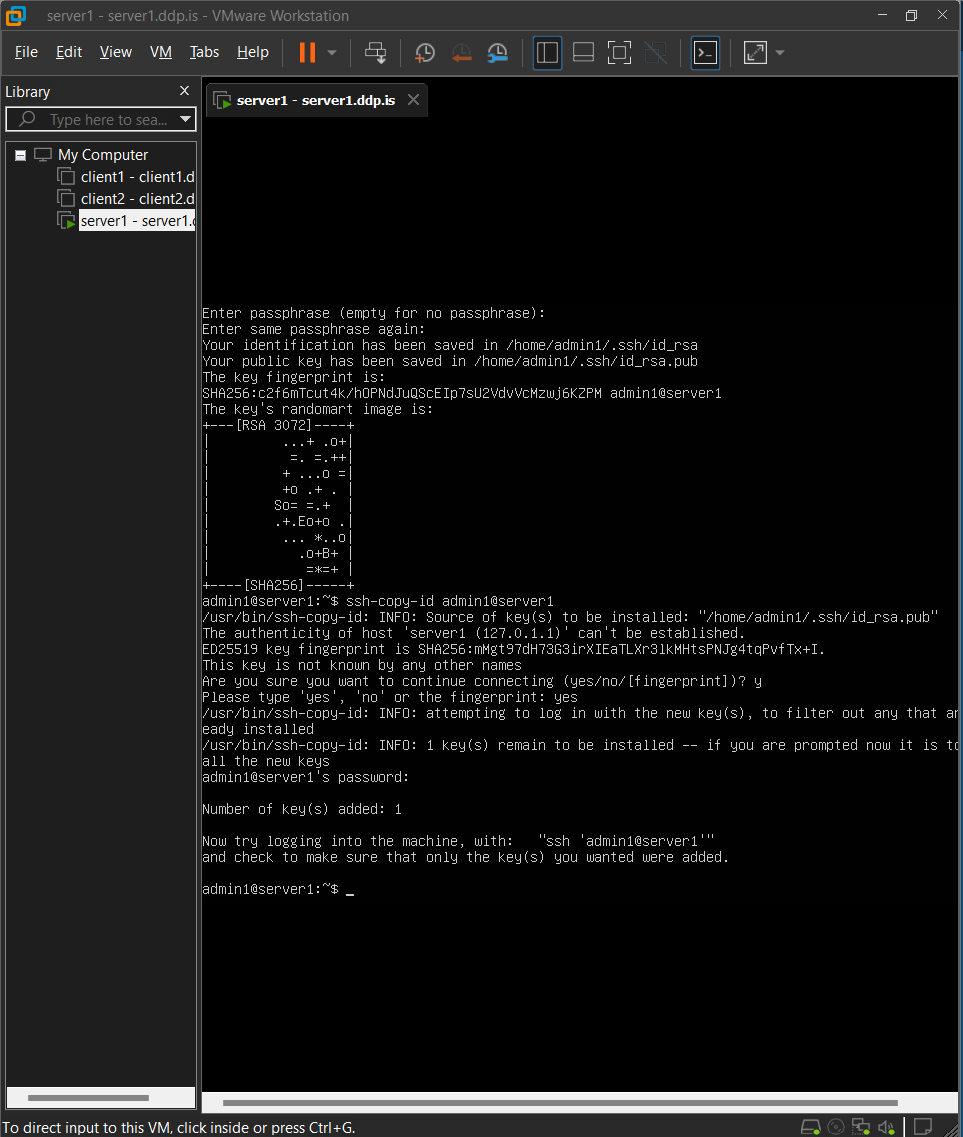 server1 - server1.ddp.is - VMware Workstation
File Edit View VM Tabs Help
Library
Type here to sea...
My Computer
client1 - client1.d
client2 - client2.d
server1 - server1.
server1 - server1.ddp.is
Enter passphrase (empty for no passphrase):
Enter same passphrase again:
Your identification has been saved in /home/admin1/.ssh/id_rsa
Your public key has been saved in /home/admin1/.ssh/id_rsa.pub
The key fingerprint is:
SHA256:c2f6mTcut4k/hOPNdJuQScEIp7sU2VdvVcMzwj6KZPM admin1@server1
The key's randomart image is:
+---[RSA 3072]----+
|         ...+ .o+|
|          =. =.++|
|         + ...o =|
|         +o .+ . |
|        So= =.+  |
|        .+.Eo+o .|
|         ... *..o|
|           .o+B+ |
|            =*=+ |
+----[SHA256]-----+
admin1@server1:~$ ssh-copy-id admin1@server1
/usr/bin/ssh-copy-id: INFO: Source of key(s) to be installed: "/home/admin1/.ssh/id_rsa.pub"
The authenticity of host 'server1 (127.0.1.1)' can't be established.
ED25519 key fingerprint is SHA256:mMgt97dH73G3irXIEaTLXr3lkMHtsPNJg4tqPvfTx+I.
This key is not known by any other names
Are you sure you want to continue connecting (yes/no/[fingerprint])? y
Please type 'yes', 'no' or the fingerprint: yes
/usr/bin/ssh-copy-id: INFO: attempting to log in with the new key(s), to filter out any that
eady installed
/usr/bin/ssh-copy-id: INFO: 1 key(s) remain to be installed -- if you are prompted now it is to
all the new keys
admin1@server1's password:
Number of key(s) added: 1
Now try logging into the machine, with:   "ssh 'admin1@server1'"
and check to make sure that only the key(s) you wanted were added.
admin1@server1:~$ _
To direct input to this VM, click inside or press Ctrl+G.